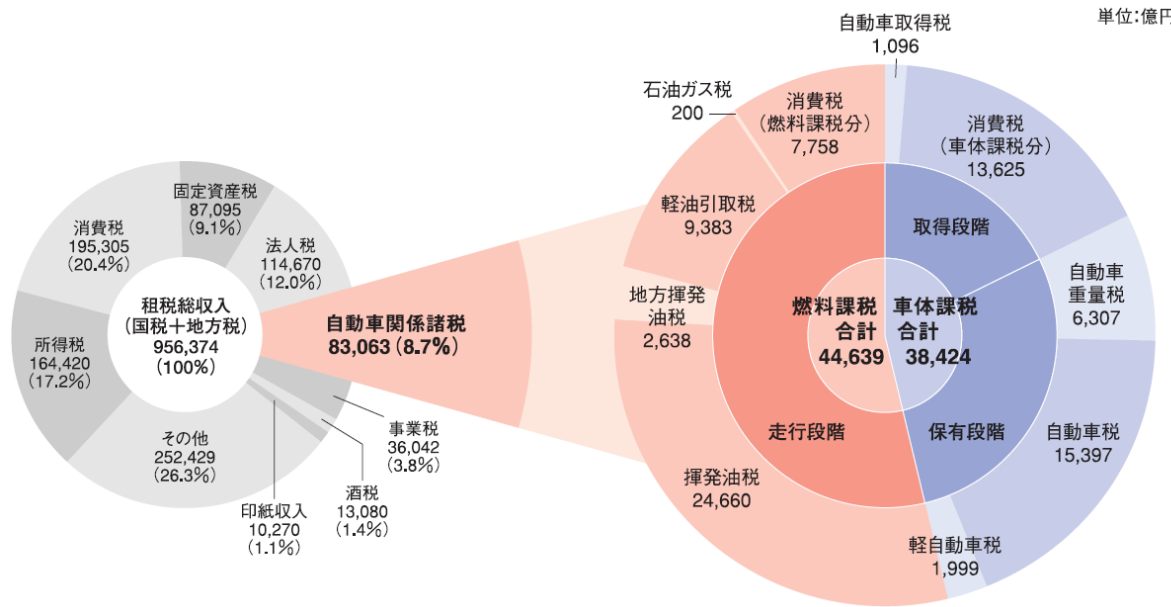 単位：億円
固定資産税
87,095
（9.1%）
消費税
195,305
（20.4%）
法人税
114,670
（12.0%）
租税総収入
（国税＋地方税）
956,374
（100%）
所得税
164,420
（17.2%）
その他
252,429
（26.3%）
印紙収入
10,270
（1.1%）
酒税
13,080
（1.4%）
事業税
36,042
（3.8%）
自動車関係諸税
83,063（8.7%）
自動車取得税
1,096
石油ガス税
200
消費税
（燃料課税分）
7,758
消費税
（車体課税分）
13,625
軽油引取税
9,383
取得段階
自動車
重量税
6,307
地方揮発
油税
2,638
燃料課税
合計
44,639
車体課税
合計
38,424
走行段階
保有段階
自動車税
15,397
揮発油税
24,660
軽自動車税
1,999